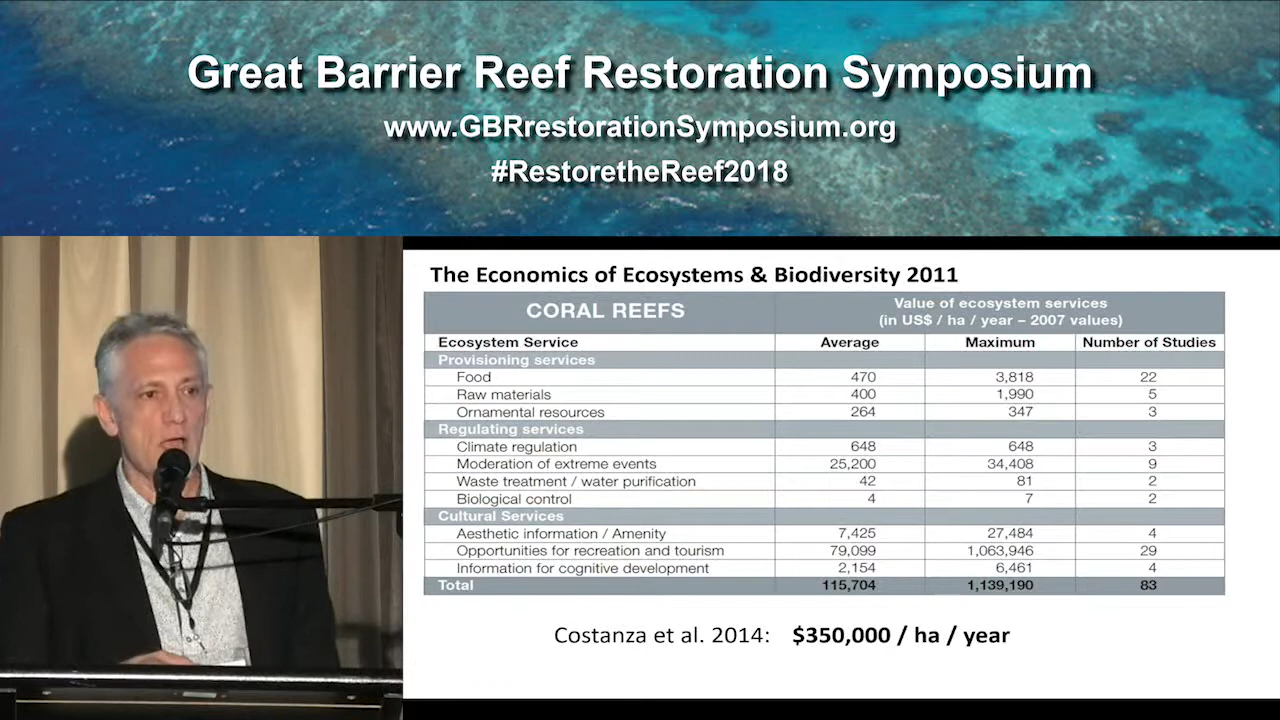 Great Barrier Reef Restoration Symposium
www.GBRrestorationSymposium.org
#RestoretheReef2018
The Economics of Ecosystems & Biodiversity 2011
CORAL REEFS
Value of ecosystem services
(in US$ / ha / year – 2007 values)
Ecosystem Service Average Maximum Number of Studies
Provisioning services
Food 470 3,818 22
Raw materials 400 1,990 5
Ornamental resources 264 347 3
Regulating services
Climate regulation 648 648 3
Moderation of extreme events 25,200 34,408 9
Waste treatment / water purification 42 81 2
Biological control 4 7 2
Cultural Services
Aesthetic information / Amenity 7,425 27,484 4
Opportunities for recreation and tourism 79,099 1,063,946 29
Information for cognitive development 2,154 6,461 4
Total 115,704 1,139,190 83
Costanza et al. 2014: $350,000 / ha / year